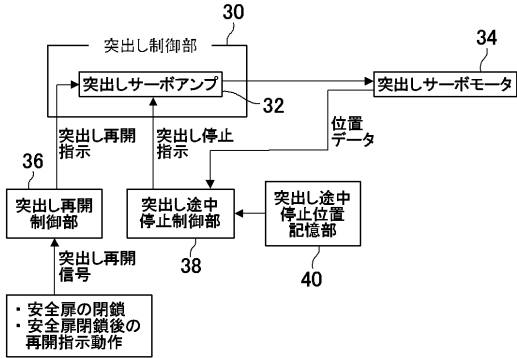 30
突出し制御部
34
突出しサーボアンプ
32
突出しサーボモータ
突出し再開
指示
突出し停止
指示
位置
データ
36
突出し再開
制御部
突出し途中
停止制御部
38
突出し途中
停止位置
記憶部
40
突出し再開
信号
・安全扉の閉鎖
・安全扉閉鎖後の
再開指示動作